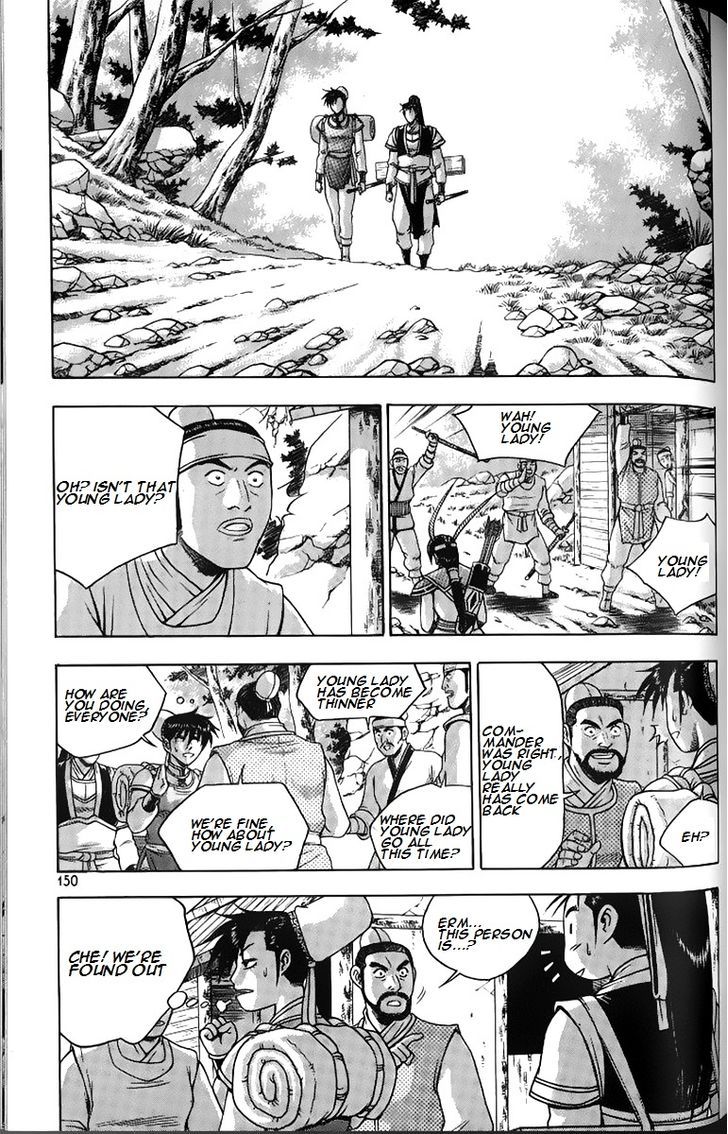 OH? ISN'T THAT
YOUNG LADY?
WAH!
YOUNG
LADY!
YOUNG
LADY!
HOW ARE
YOU DOING,
EVERYONE?
YOUNG LADY
HAS BECOME
THINNER
WE'RE FINE,
HOW ABOUT
YOUNG LADY?
WHERE DID
YOUNG LADY
GO ALL
THIS TIME?
COM-
MANDER
WAS RIGHT,
YOUNG
LADY
REALLY
HAS COME
BACK
EH?
150
CHE! WE'RE
FOUND OUT
ERM...
THIS PERSON
IS...?